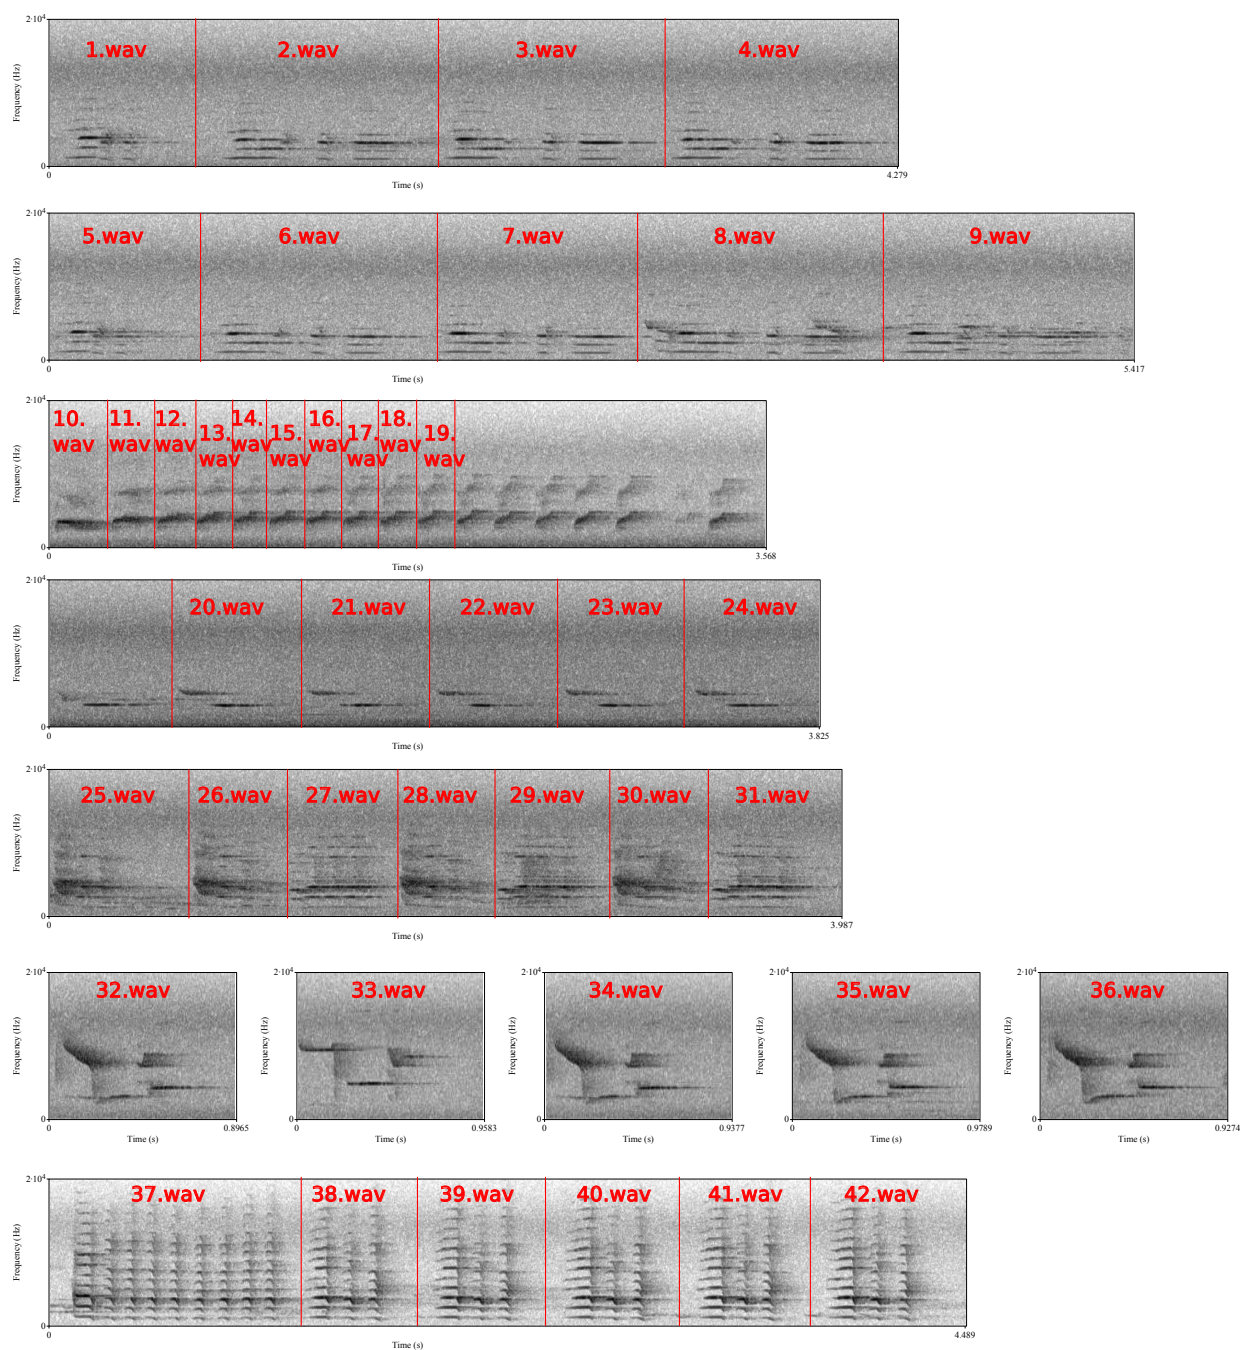 2·10⁴
1.wav 2.wav 3.wav 4.wav
Frequency (Hz)
0
0 4.279
Time (s)
2·10⁴
5.wav 6.wav 7.wav 8.wav 9.wav
Frequency (Hz)
0
0 5.417
Time (s)
2·10⁴
10. wav 11. wav 12. wav 13. wav 14. wav 15. wav 16. wav 17. wav 18. wav 19. wav
Frequency (Hz)
0
0 3.568
Time (s)
2·10⁴
20.wav 21.wav 22.wav 23.wav 24.wav
Frequency (Hz)
0
0 3.825
Time (s)
2·10⁴
25.wav 26.wav 27.wav 28.wav 29.wav 30.wav 31.wav
Frequency (Hz)
0
0 3.987
Time (s)
2·10⁴
32.wav
Frequency (Hz)
0
0 0.8965
Time (s)
2·10⁴
33.wav
Frequency (Hz)
0
0 0.9583
Time (s)
2·10⁴
34.wav
Frequency (Hz)
0
0 0.9377
Time (s)
2·10⁴
35.wav
Frequency (Hz)
0
0 0.9789
Time (s)
2·10⁴
36.wav
Frequency (Hz)
0
0 0.9274
Time (s)
2·10⁴
37.wav 38.wav 39.wav 40.wav 41.wav 42.wav
Frequency (Hz)
0
0 4.489
Time (s)